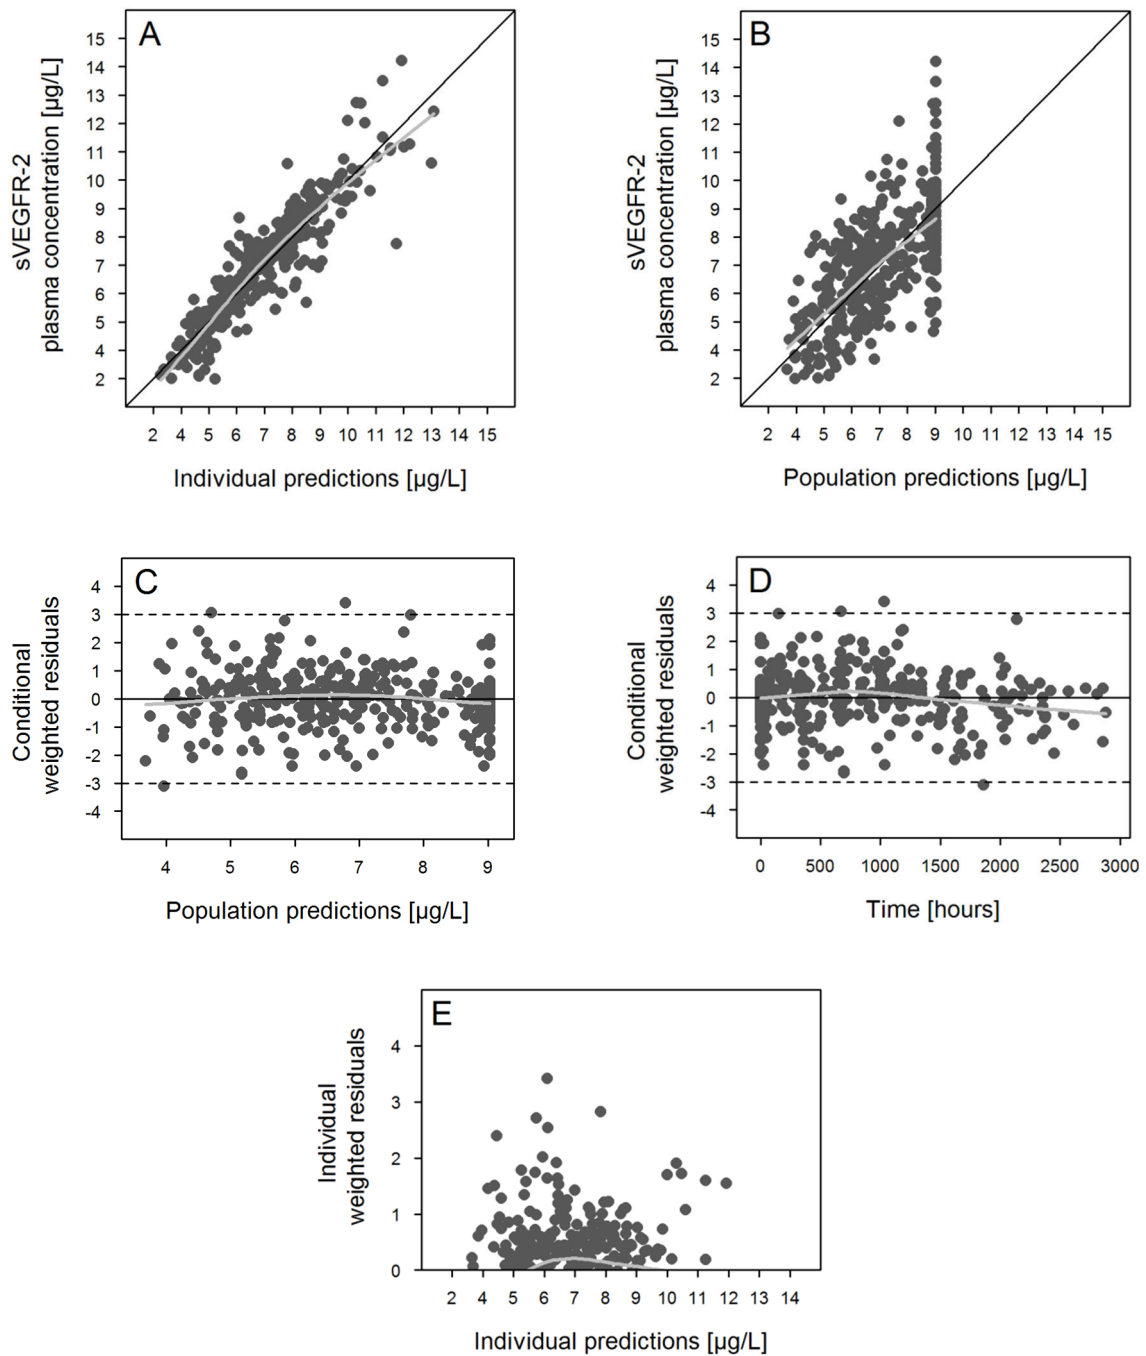 A
sVEGFR-2
plasma concentration [µg/L]
15
14
13
12
11
10
9
8
7
6
5
4
2
2 4 5 6 7 8 9 10 11 12 13 14 15
Individual predictions [µg/L]
B
sVEGFR-2
plasma concentration [µg/L]
15
14
13
12
11
10
9
8
7
6
5
4
2
2 4 5 6 7 8 9 10 11 12 13 14 15
Population predictions [µg/L]
C
Conditional
weighted residuals
4
3
2
1
0
-1
-2
-3
-4
4 5 6 7 8 9
Population predictions [µg/L]
D
Conditional
weighted residuals
4
3
2
1
0
-1
-2
-3
-4
0 500 1000 1500 2000 2500 3000
Time [hours]
E
Individual
weighted residuals
4
3
2
1
0
2 4 5 6 7 8 9 10 11 12 13 14
Individual predictions [µg/L]